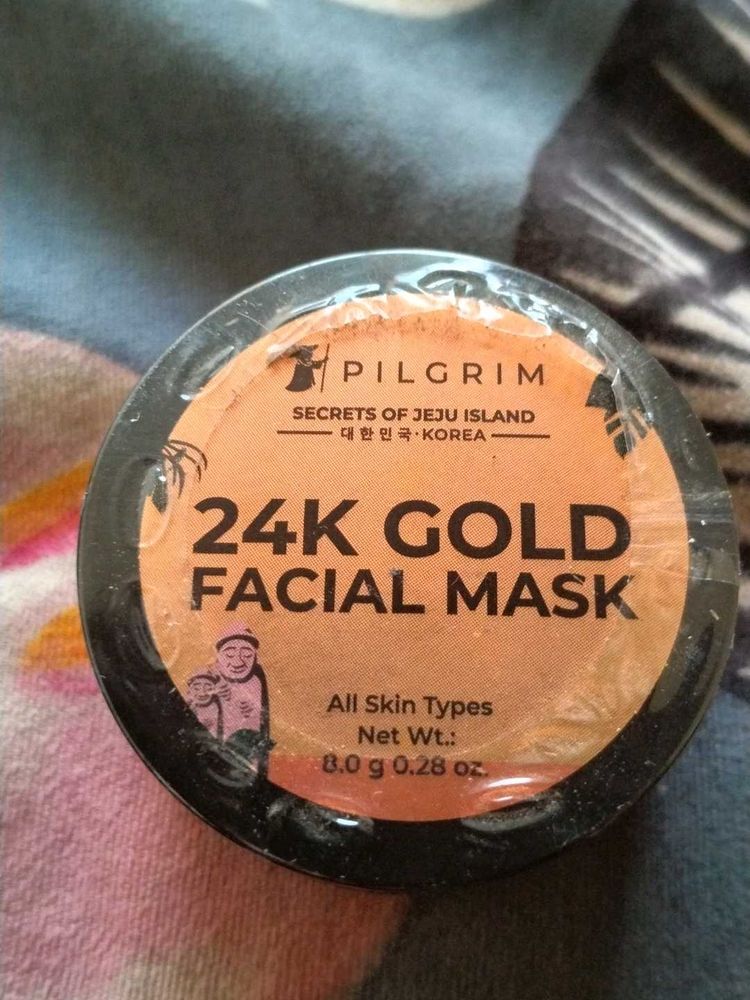 PILGRIM
SECRETS OF JEJU ISLAND
대한민국·KOREA
24K GOLD
FACIAL MASK
All Skin Types
Net Wt.:
8.0 g 0.28 oz.